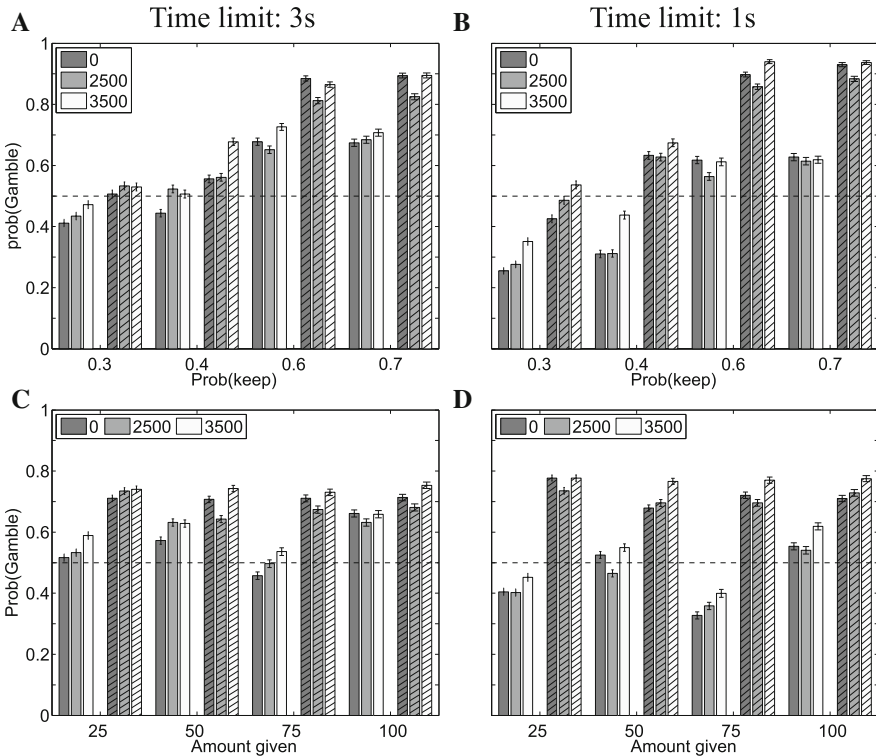 A Time limit: 3s
B Time limit: 1s
prob(Gamble)
1
0.8
0.6
0.4
0.2
0
0
2500
3500
0.3 0.4 0.6 0.7
Prob(keep)
0
2500
3500
0.3 0.4 0.6 0.7
Prob(keep)
C
D
Prob(Gamble)
1
0.8
0.6
0.4
0.2
0
0 2500 3500
25 50 75 100
Amount given
0 2500 3500
25 50 75 100
Amount given